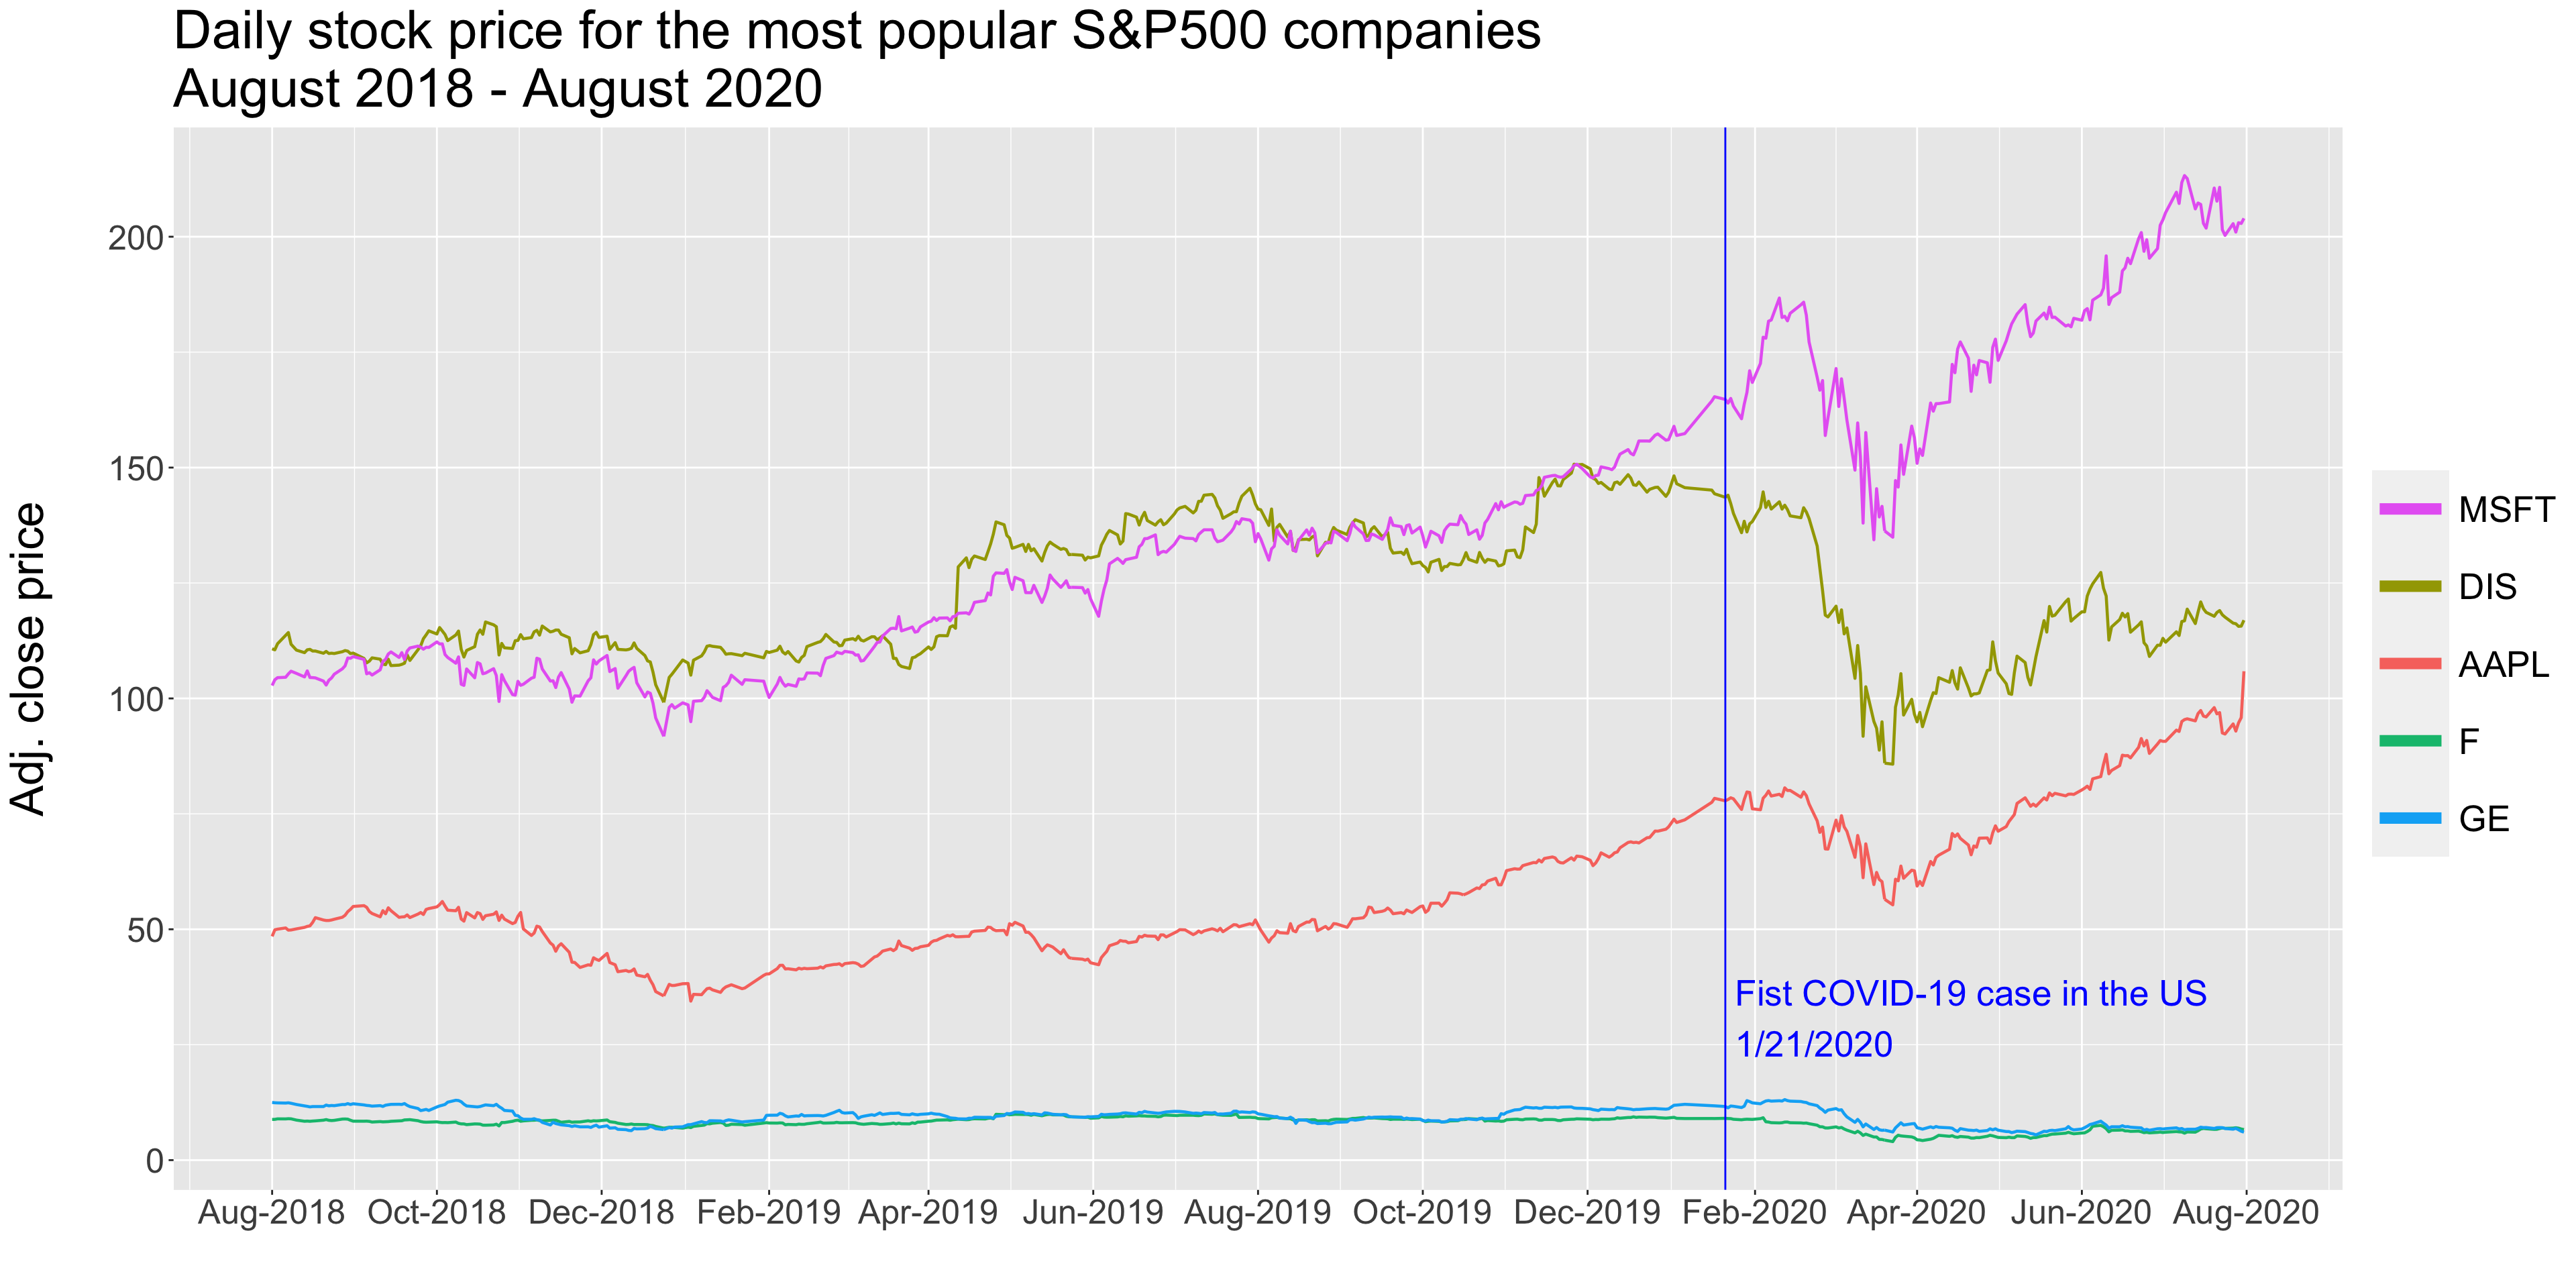 Daily stock price for the most popular S&P500 companies
August 2018 - August 2020
Adj. close price
200
150
100
50
0
Fist COVID-19 case in the US
1/21/2020
MSFT
DIS
AAPL
F
GE
Aug-2018 Oct-2018 Dec-2018 Feb-2019 Apr-2019 Jun-2019 Aug-2019 Oct-2019 Dec-2019 Feb-2020 Apr-2020 Jun-2020 Aug-2020